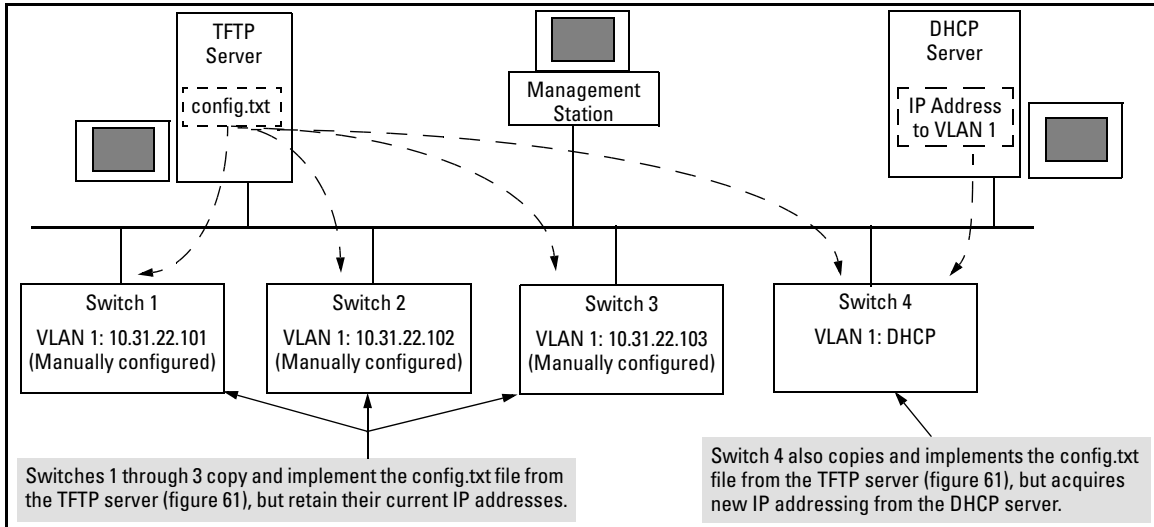 TFTP
Server
config.txt
Management
Station
DHCP
Server
IP Address
to VLAN 1
Switch 1
VLAN 1: 10.31.22.101
(Manually configured)
Switch 2
VLAN 1: 10.31.22.102
(Manually configured)
Switch 3
VLAN 1: 10.31.22.103
(Manually configured)
Switch 4
VLAN 1: DHCP
Switches 1 through 3 copy and implement the config.txt file from
the TFTP server (figure 61), but retain their current IP addresses.
Switch 4 also copies and implements the config.txt
file from the TFTP server (figure 61), but acquires
new IP addressing from the DHCP server.